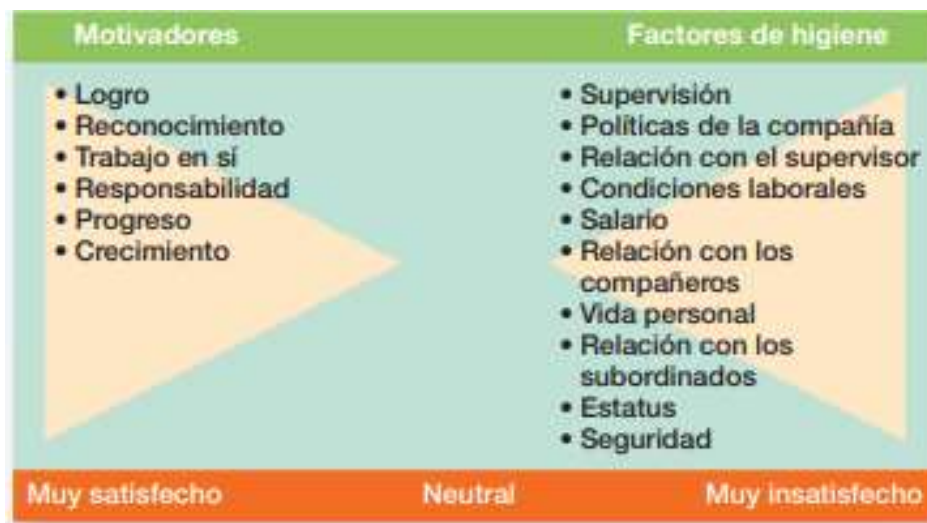 Motivadores
Factores de higiene
• Logro
• Reconocimiento
• Trabajo en sí
• Responsabilidad
• Progreso
• Crecimiento
• Supervisión
• Políticas de la compañía
• Relación con el supervisor
• Condiciones laborales
• Salario
• Relación con los
compañeros
• Vida personal
• Relación con los
subordinados
• Estatus
• Seguridad
Muy satisfecho
Neutral
Muy insatisfecho